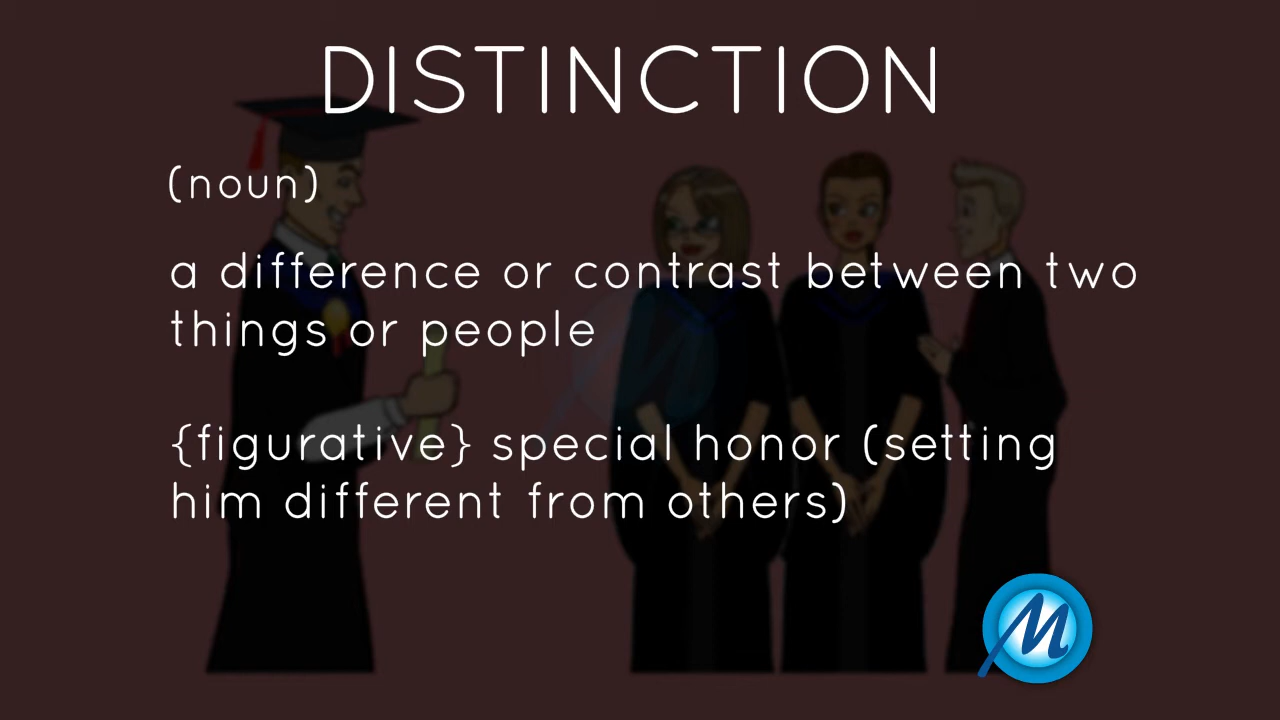 DISTINCTION
(noun)
a difference or contrast between two
things or people
{figurative} special honor (setting
him different from others)
M